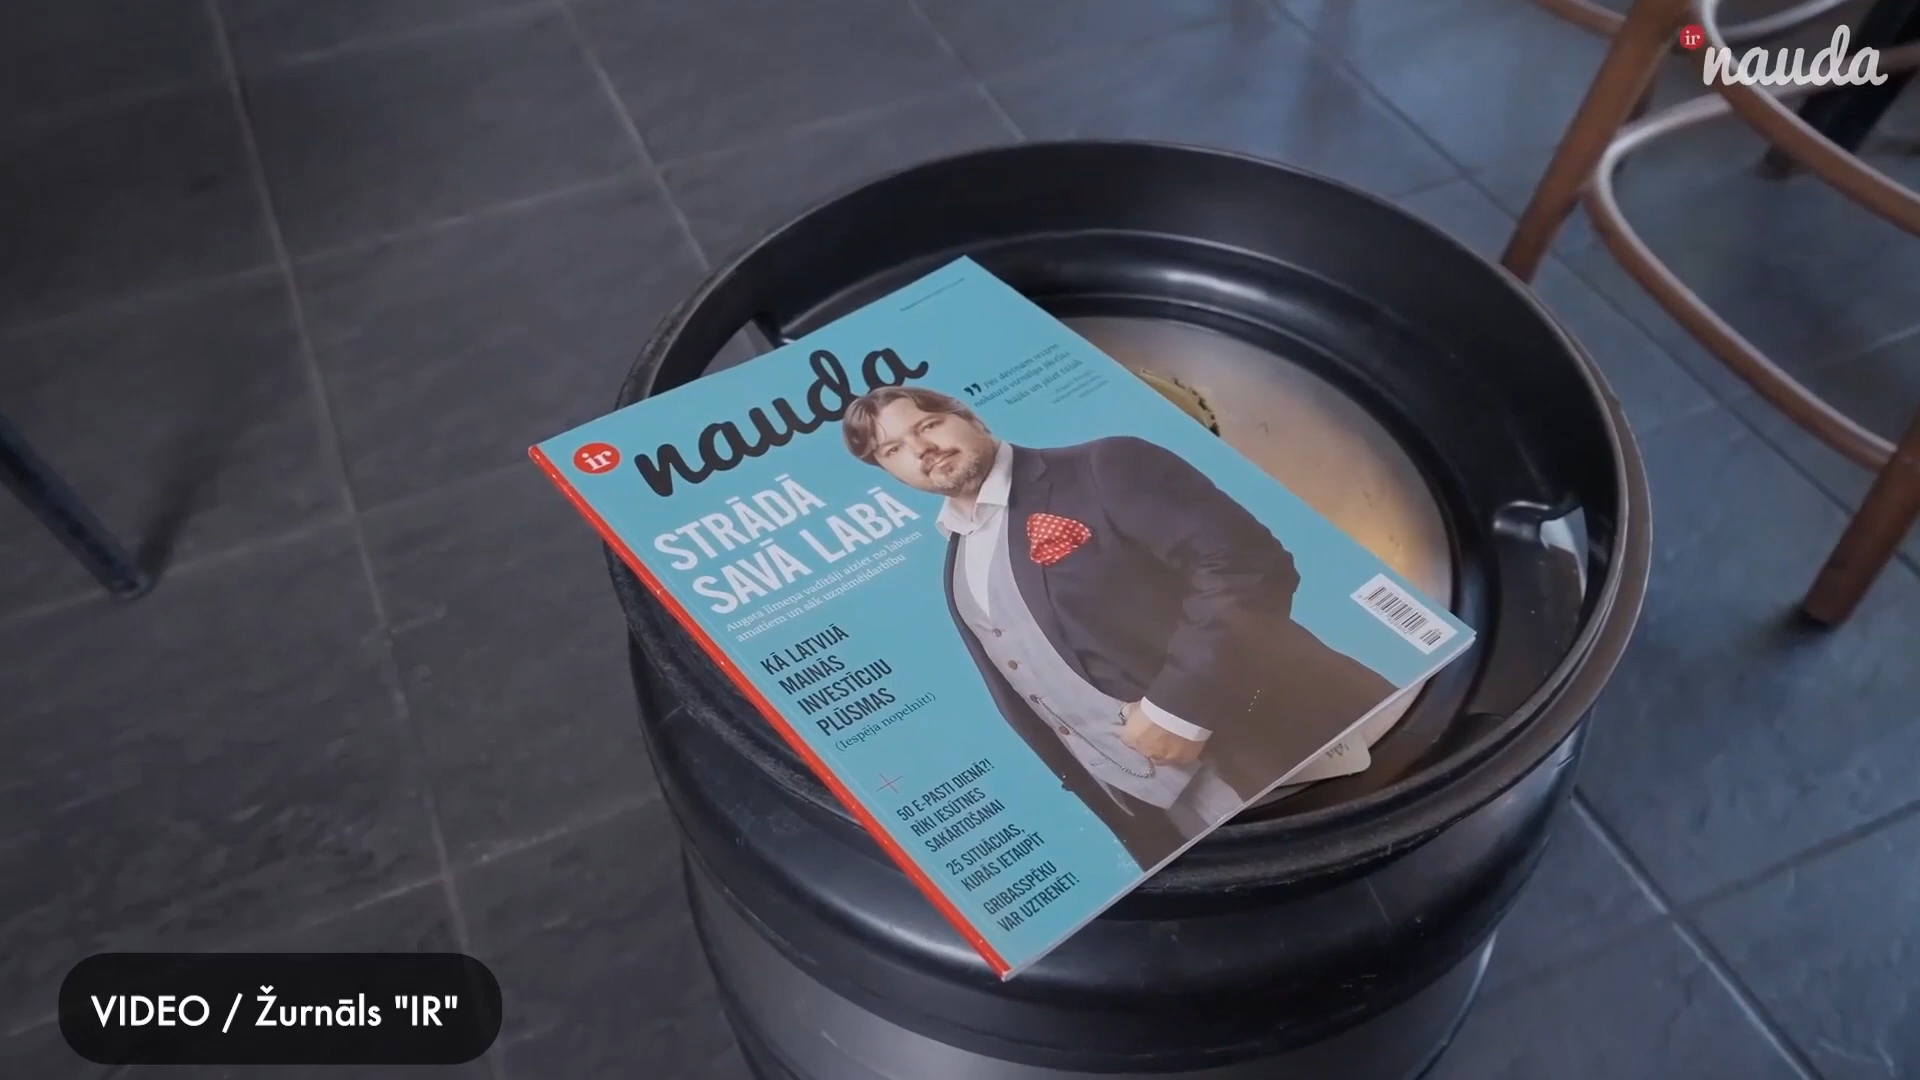 ir nauda
ir nauda
STRĀDĀ
SAVĀ LABĀ
Augsta līmeņa vadītāji aiziet no labiem
amatiem un sāk uzņēmējdarbību
KĀ LATVIJĀ
MAINĀS
INVESTĪCIJU
PLŪSMAS
(Iespēja nopelnīt!)
50 E-PASTI DIENĀ?!
RĪKI IESŪTNES
SAKĀRTOŠANAI
25 SITUĀCIJAS,
KURĀS IETAUPĪT
GRIBASSPĒKU
VAR UZTRENĒT!
VIDEO / Žurnāls "IR"